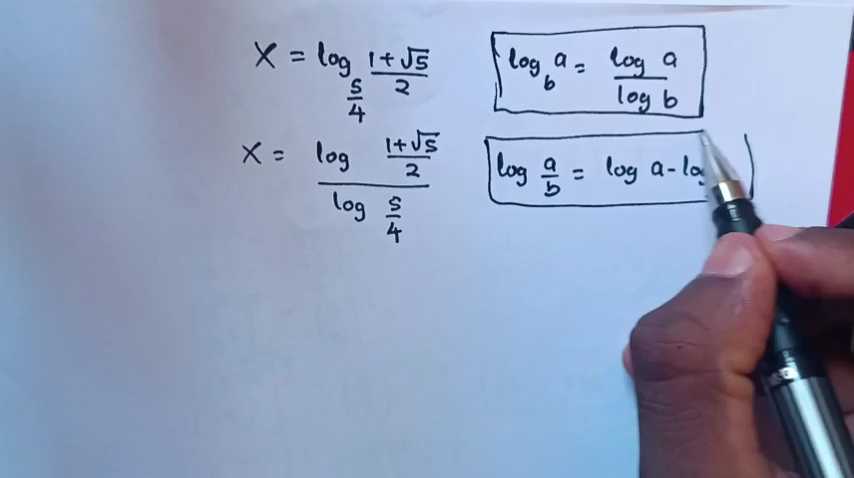 X = log_{5/4} (1+√5)/2
log_b a = log a / log b
X = log (1+√5)/2 / log 5/4
log a/b = log a - lo